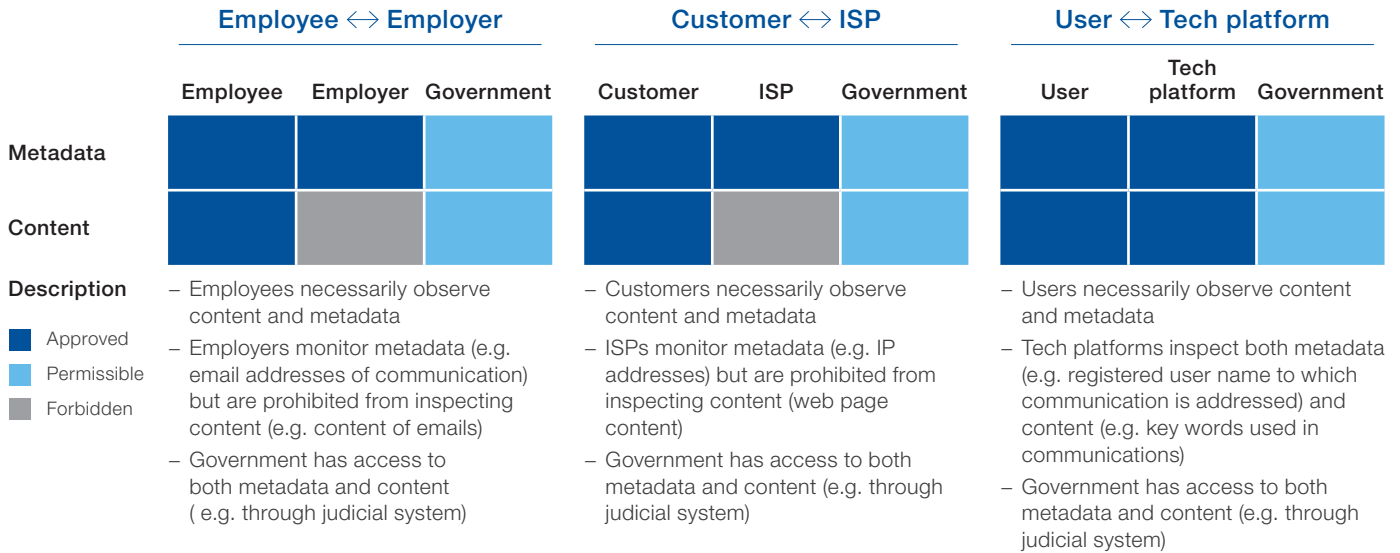 Employee ↔ Employer
Customer ↔ ISP
User ↔ Tech platform
Employee Employer Government
Customer ISP Government
User Tech
platform Government
Metadata
Content
Description
Approved
Permissible
Forbidden
– Employees necessarily observe
content and metadata
– Employers monitor metadata (e.g.
email addresses of communication)
but are prohibited from inspecting
content (e.g. content of emails)
– Government has access to
both metadata and content
( e.g. through judicial system)
– Customers necessarily observe
content and metadata
– ISPs monitor metadata (e.g. IP
addresses) but are prohibited from
inspecting content (web page
content)
– Government has access to both
metadata and content (e.g. through
judicial system)
– Users necessarily observe content
and metadata
– Tech platforms inspect both metadata
(e.g. registered user name to which
communication is addressed) and
content (e.g. key words used in
communications)
– Government has access to both
metadata and content (e.g. through
judicial system)